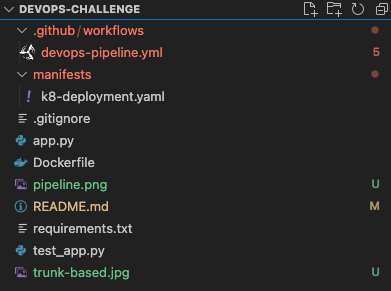 DEVOPS-CHALLENGE
.github/workflows
devops-pipeline.yml 5
manifests
! k8-deployment.yaml
.gitignore
app.py
Dockerfile
pipeline.png U
README.md M
requirements.txt
test_app.py
trunk-based.jpg U